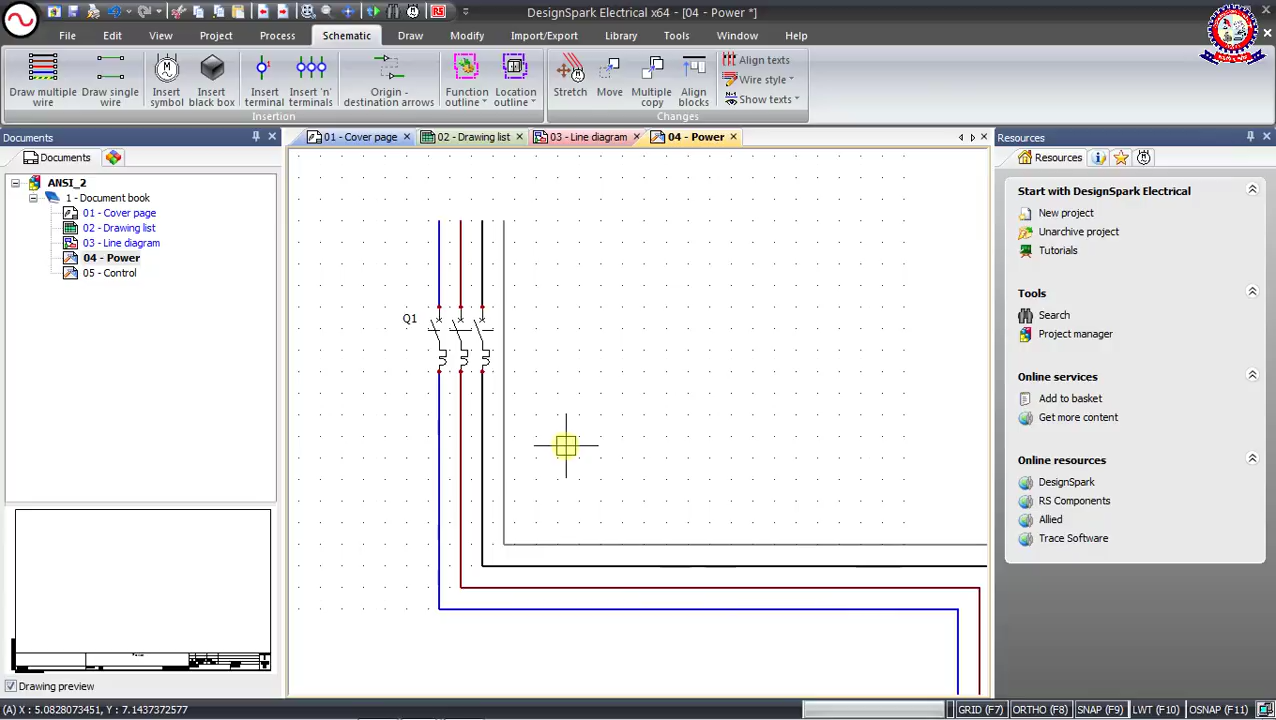 DesignSpark Electrical x64 - [04 - Power *]
File Edit View Project Process Schematic Draw Modify Import/Export Library Tools Window Help
Draw multiple wire
Draw single wire
Insert symbol
Insert black box
Insert terminal
Insert 'n' terminals
Origin - destination arrows
Function outline
Location outline
Stretch
Move
Multiple copy
Align blocks
Align texts
Wire style
Show texts
Insertion
Changes
Documents
01 - Cover page
02 - Drawing list
03 - Line diagram
04 - Power
Resources
Documents
Resources
ANSI_2
1 - Document book
01 - Cover page
02 - Drawing list
03 - Line diagram
04 - Power
05 - Control
Q1
Start with DesignSpark Electrical
New project
Unarchive project
Tutorials
Tools
Search
Project manager
Online services
Add to basket
Get more content
Online resources
DesignSpark
RS Components
Allied
Trace Software
Drawing preview
(A) X : 5.0828073451, Y : 7.1437372577
GRID (F7) ORTHO (F8) SNAP (F9) LWT (F10) OSNAP (F11)